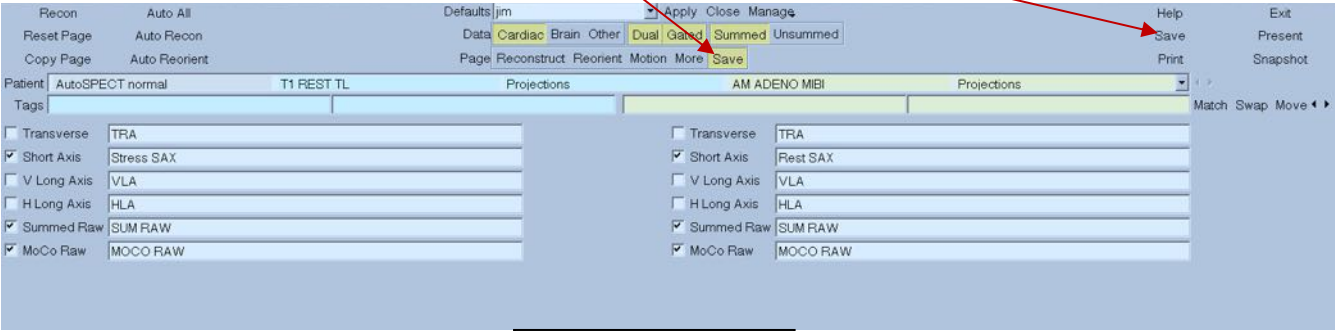 Recon Auto All Defaults jim Apply Close Manage Help Exit
Reset Page Auto Recon Data Cardiac Brain Other Dual Gated Summed Unsummed Save Present
Copy Page Auto Reorient Page Reconstruct Reorient Motion More Save Print Snapshot
Patient AutoSPECT normal T1 REST TL Projections AM ADENO MIBI Projections
Tags Match Swap Move
Transverse TRA Transverse TRA
Short Axis Stress SAX Short Axis Rest SAX
V Long Axis VLA V Long Axis VLA
H Long Axis HLA H Long Axis HLA
Summed Raw SUM RAW Summed Raw SUM RAW
MoCo Raw MOCO RAW MoCo Raw MOCO RAW